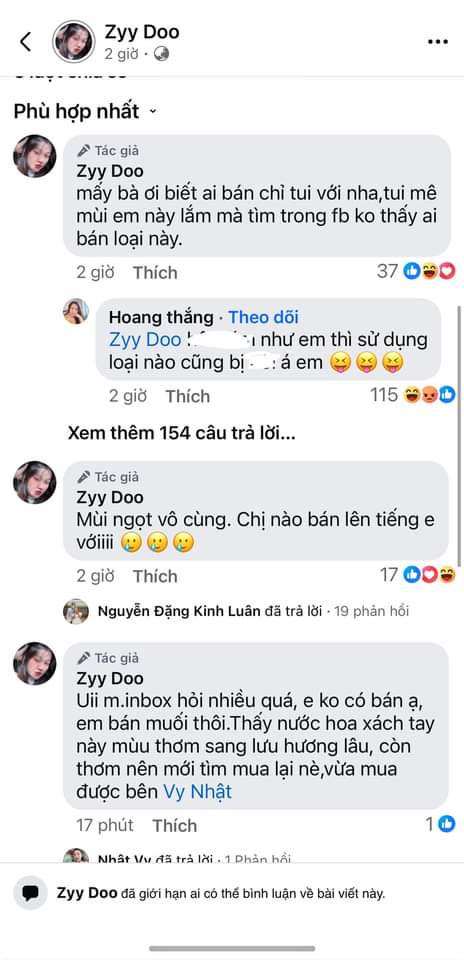 Zyy Doo
2 giờ ·
Phù hợp nhất
Tác giả
Zyy Doo
mấy bà ơi biết ai bán chỉ tui với nha,tui mê
mùi em này lắm mà tìm trong fb ko thấy ai
bán loại này.
2 giờ Thích 37
Hoang thắng · Theo dõi
Zyy Doo như em thì sử dụng
loại nào cũng bị á em 😝😝😝
2 giờ Thích 115
Xem thêm 154 câu trả lời...
Tác giả
Zyy Doo
Mùi ngọt vô cùng. Chị nào bán lên tiếng e
vớiiii 🥲🥲🥲
2 giờ Thích 17
Nguyễn Đặng Kinh Luân đã trả lời · 19 phản hồi
Tác giả
Zyy Doo
Uii m.inbox hỏi nhiều quá, e ko có bán ạ,
em bán muối thôi.Thấy nước hoa xách tay
này mùu thơm sang lưu hương lâu, còn
thơm nên mới tìm mua lại nè,vừa mua
được bên Vy Nhật
17 phút Thích 1
Nhật Vy đã trả lời · 1 Phản hồi
Zyy Doo đã giới hạn ai có thể bình luận về bài viết này.